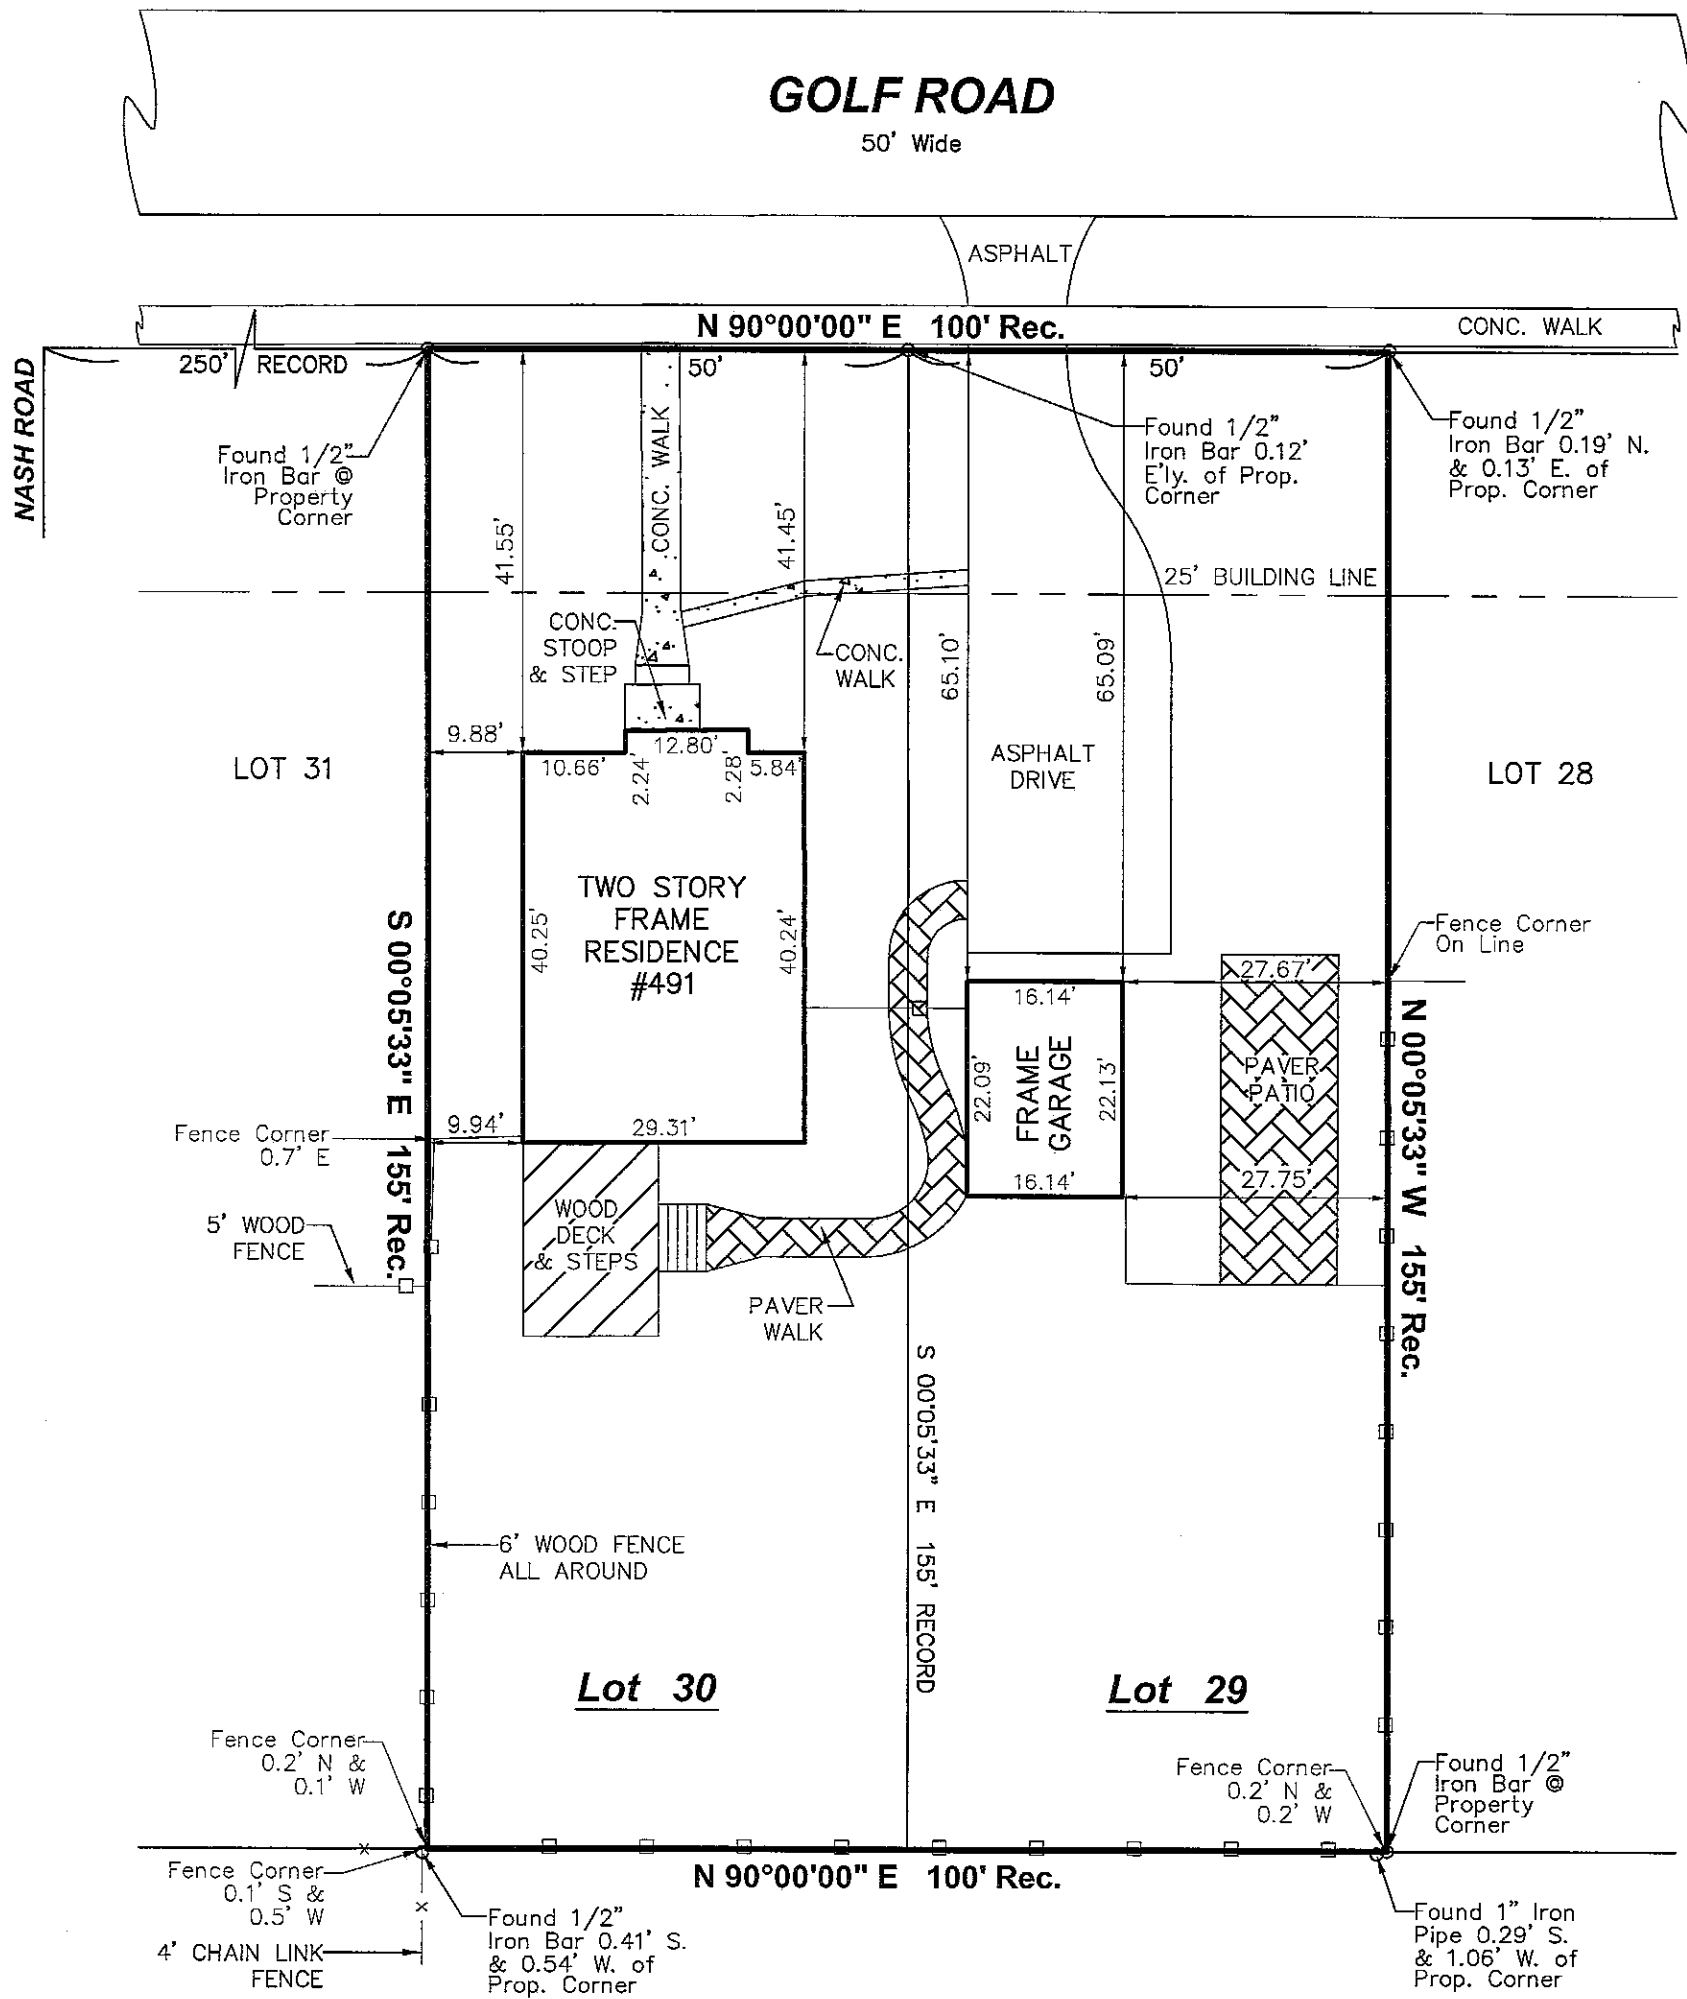 GOLF ROAD
50' Wide
ASPHALT
N 90°00'00" E 100' Rec.
CONC. WALK
NASH ROAD
250' RECORD
50'
50'
Found 1/2"
Iron Bar @
Property
Corner
CONC. WALK
Found 1/2"
Iron Bar 0.12'
E'ly. of Prop.
Corner
Found 1/2"
Iron Bar 0.19' N.
& 0.13' E. of
Prop. Corner
41.55'
41.45'
25' BUILDING LINE
CONC.
STOOP
& STEP
CONC.
WALK
65.10'
65.09'
9.88'
12.80'
10.66'
2.24'
2.28'
5.84'
LOT 31
ASPHALT
DRIVE
LOT 28
TWO STORY
FRAME
RESIDENCE
#491
40.25'
40.24'
S 00°05'33" E 155' Rec.
Fence Corner
On Line
27.67'
16.14'
N 00°05'33" W 155' Rec.
FRAME
GARAGE
22.09'
22.13'
PAVER
PATIO
9.94'
29.31'
Fence Corner
0.7' E
16.14'
27.75'
5' WOOD
FENCE
WOOD
DECK
& STEPS
PAVER
WALK
S 00°05'33" E 155' RECORD
6' WOOD FENCE
ALL AROUND
Lot 30
Lot 29
Fence Corner
0.2' N &
0.1' W
Fence Corner
0.2' N &
0.2' W
Found 1/2"
Iron Bar @
Property
Corner
Fence Corner
0.1' S &
0.5' W
N 90°00'00" E 100' Rec.
4' CHAIN LINK
FENCE
Found 1/2"
Iron Bar 0.41' S.
& 0.54' W. of
Prop. Corner
Found 1" Iron
Pipe 0.29' S.
& 1.06' W. of
Prop. Corner